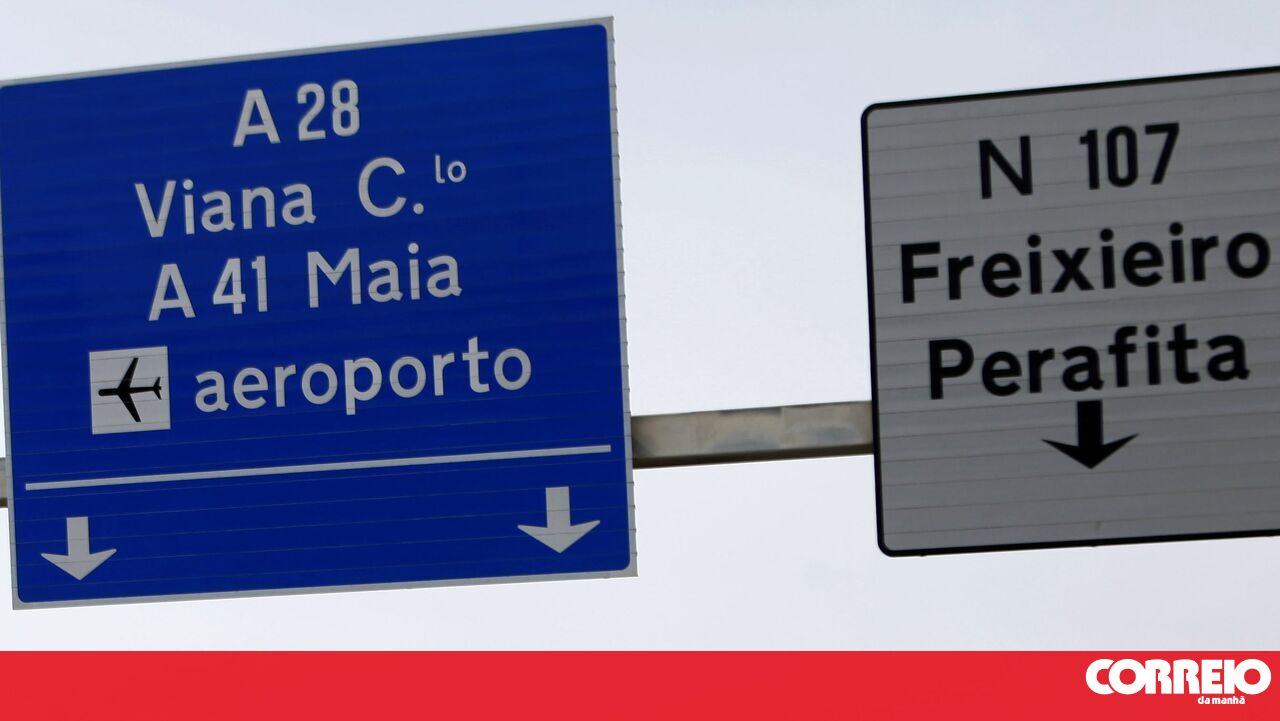 A 28
Viana C.lo
A 41 Maia
aeroporto
N 107
Freixieiro
Perafita
CORREIO
da manhã